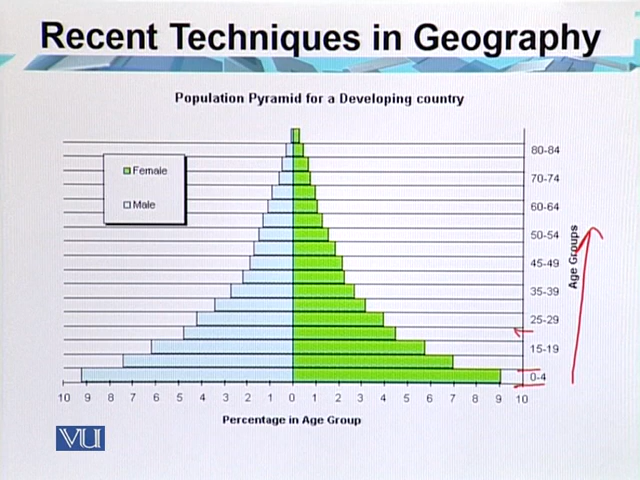 Recent Techniques in Geography
Population Pyramid for a Developing country
Female
Male
80-84
70-74
60-64
50-54
45-49
35-39
25-29
15-19
0-4
Age Groups
10 9 8 7 6 5 4 3 2 1 0 1 2 3 4 5 6 7 8 9 10
Percentage in Age Group
VU